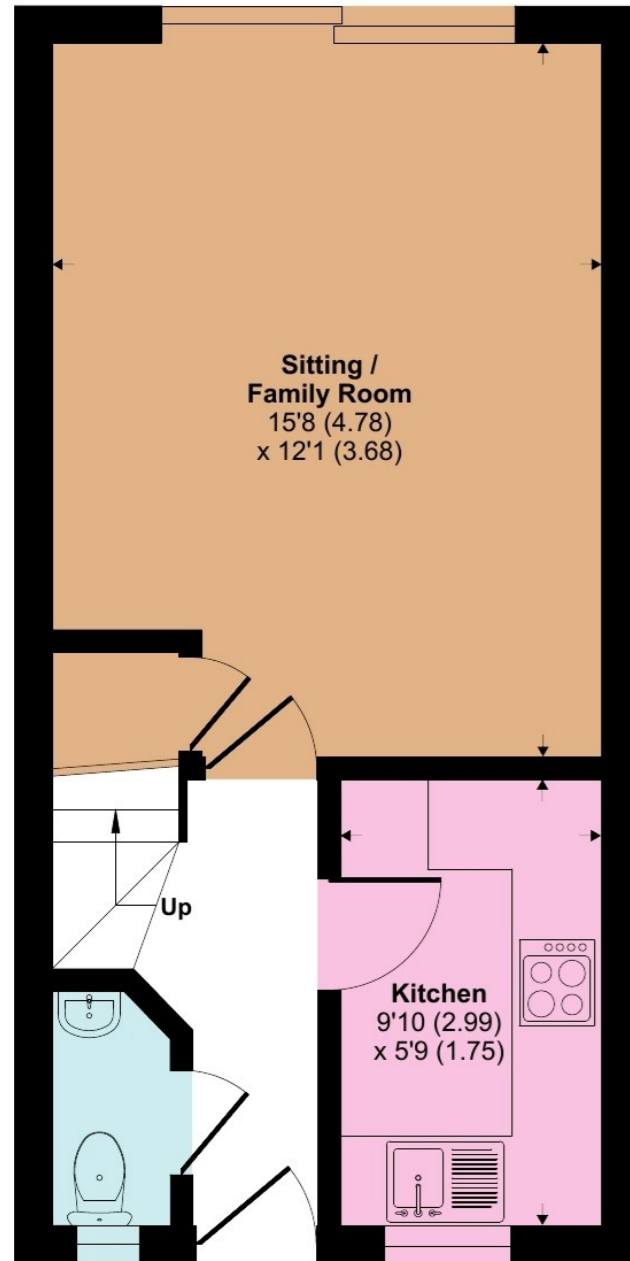 Sitting /
Family Room
15'8 (4.78)
x 12'1 (3.68)
Up
Kitchen
9'10 (2.99)
x 5'9 (1.75)